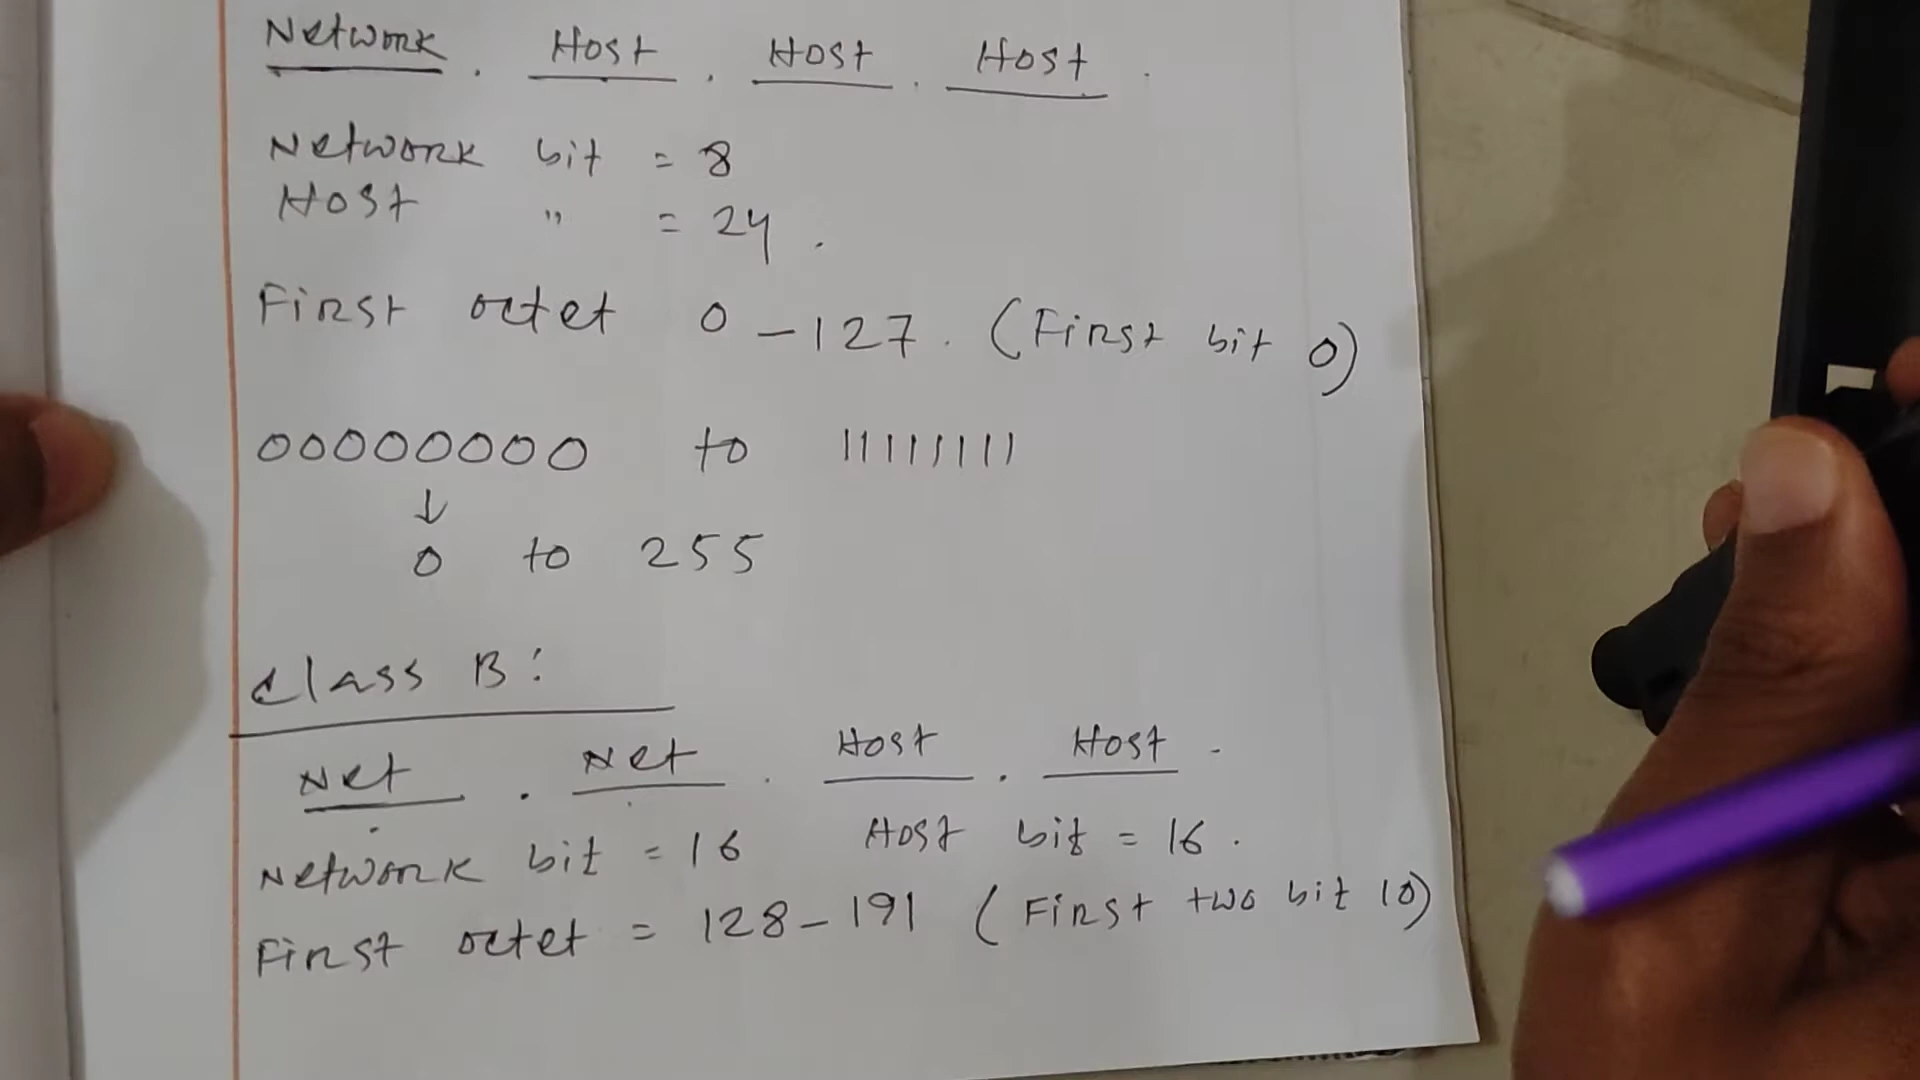 Network . Host . Host . Host .
Network bit = 8
Host " = 24 .
First octet 0 - 127 . (First bit 0)
00000000 to 11111111
↓
0 to 255
Class B :
Net . Net . Host . Host .
Network bit = 16 Host bit = 16 .
First octet = 128 - 191 (First two bit 10)